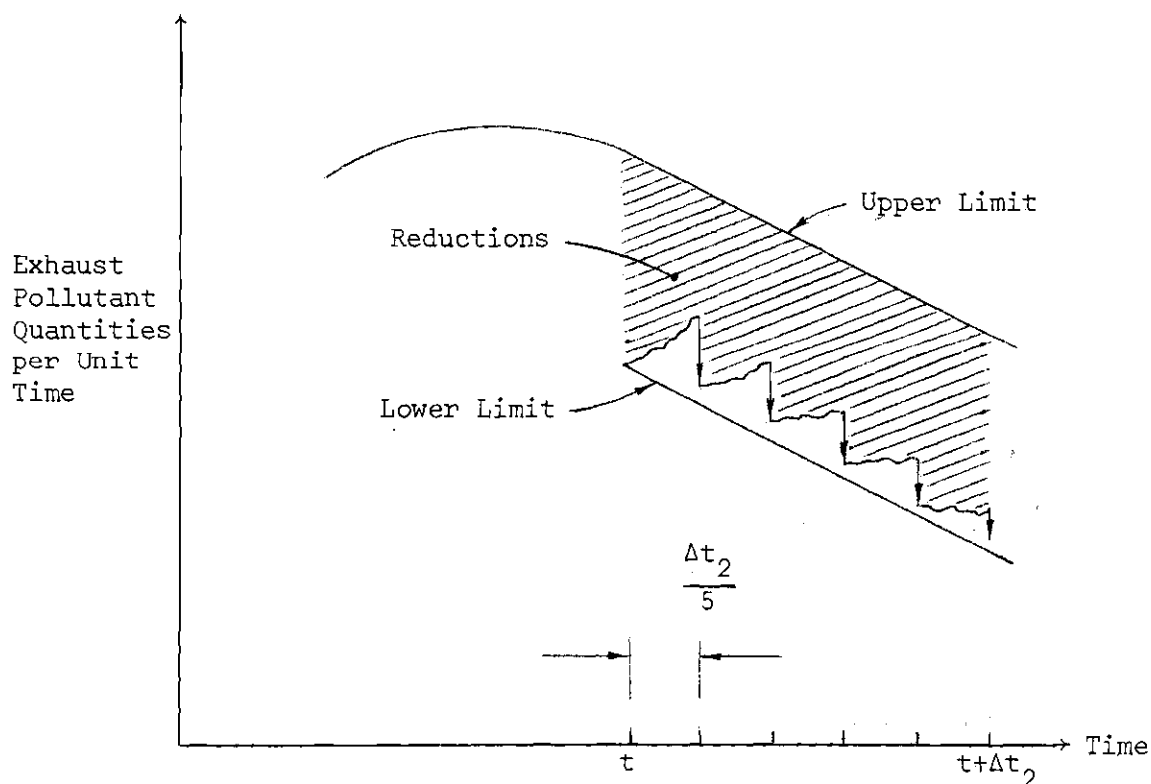 Upper Limit
Reductions
Exhaust
Pollutant
Quantities
per Unit
Time
Lower Limit
Δt₂
5
Time
t
t+Δt₂